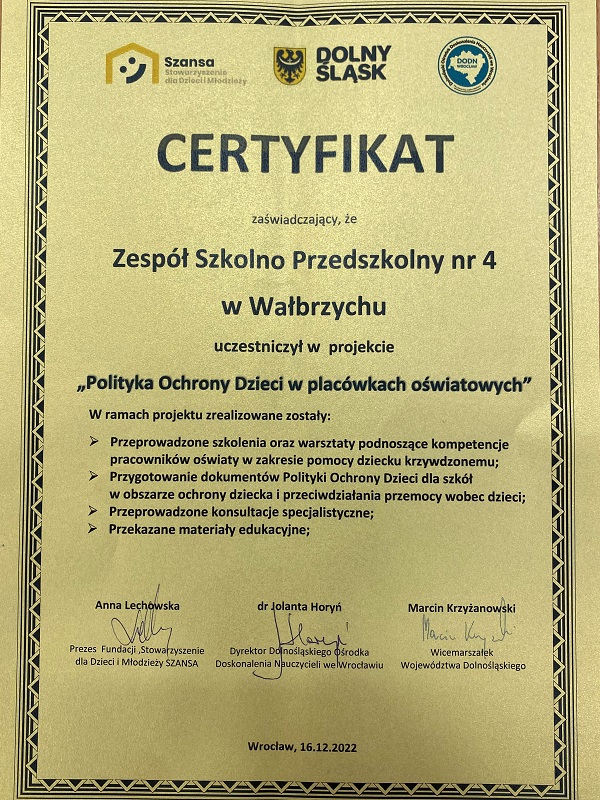 Szansa
Stowarzyszenie
dla Dzieci i Młodzieży
DOLNY
ŚLĄSK
DODN
WROCŁAW
CERTYFIKAT
zaświadczający, że
Zespół Szkolno Przedszkolny nr 4
w Wałbrzychu
uczestniczył w projekcie
„Polityka Ochrony Dzieci w placówkach oświatowych”
W ramach projektu zrealizowane zostały:
➢ Przeprowadzone szkolenia oraz warsztaty podnoszące kompetencje
pracowników oświaty w zakresie pomocy dziecku krzywdzonemu;
➢ Przygotowanie dokumentów Polityki Ochrony Dzieci dla szkół
w obszarze ochrony dziecka i przeciwdziałania przemocy wobec dzieci;
➢ Przeprowadzone konsultacje specjalistyczne;
➢ Przekazane materiały edukacyjne;
Anna Lechowska
Prezes Fundacji „Stowarzyszenie
dla Dzieci i Młodzieży SZANSA
dr Jolanta Horyń
Dyrektor Dolnośląskiego Ośrodka
Doskonalenia Nauczycieli we Wrocławiu
Marcin Krzyżanowski
Wicemarszałek
Województwa Dolnośląskiego
Wrocław, 16.12.2022